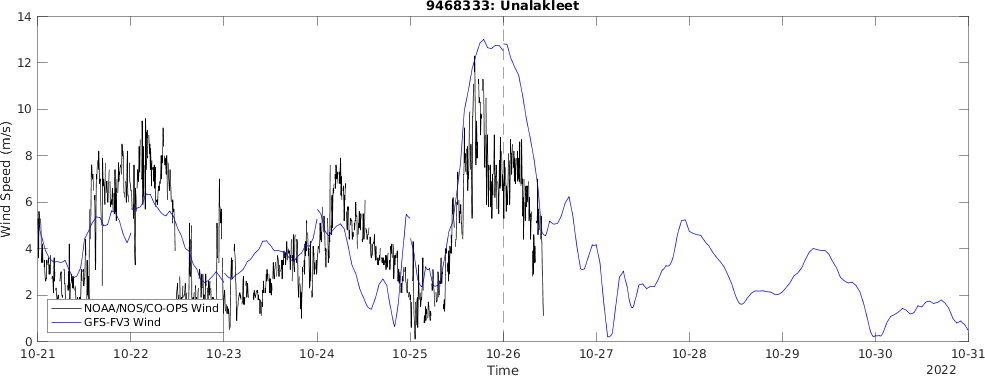 9468333: Unalakleet
Wind Speed (m/s)
14
12
10
8
6
4
2
0
NOAA/NOS/CO-OPS Wind
GFS-FV3 Wind
10-21 10-22 10-23 10-24 10-25 10-26 10-27 10-28 10-29 10-30 10-31
Time
2022